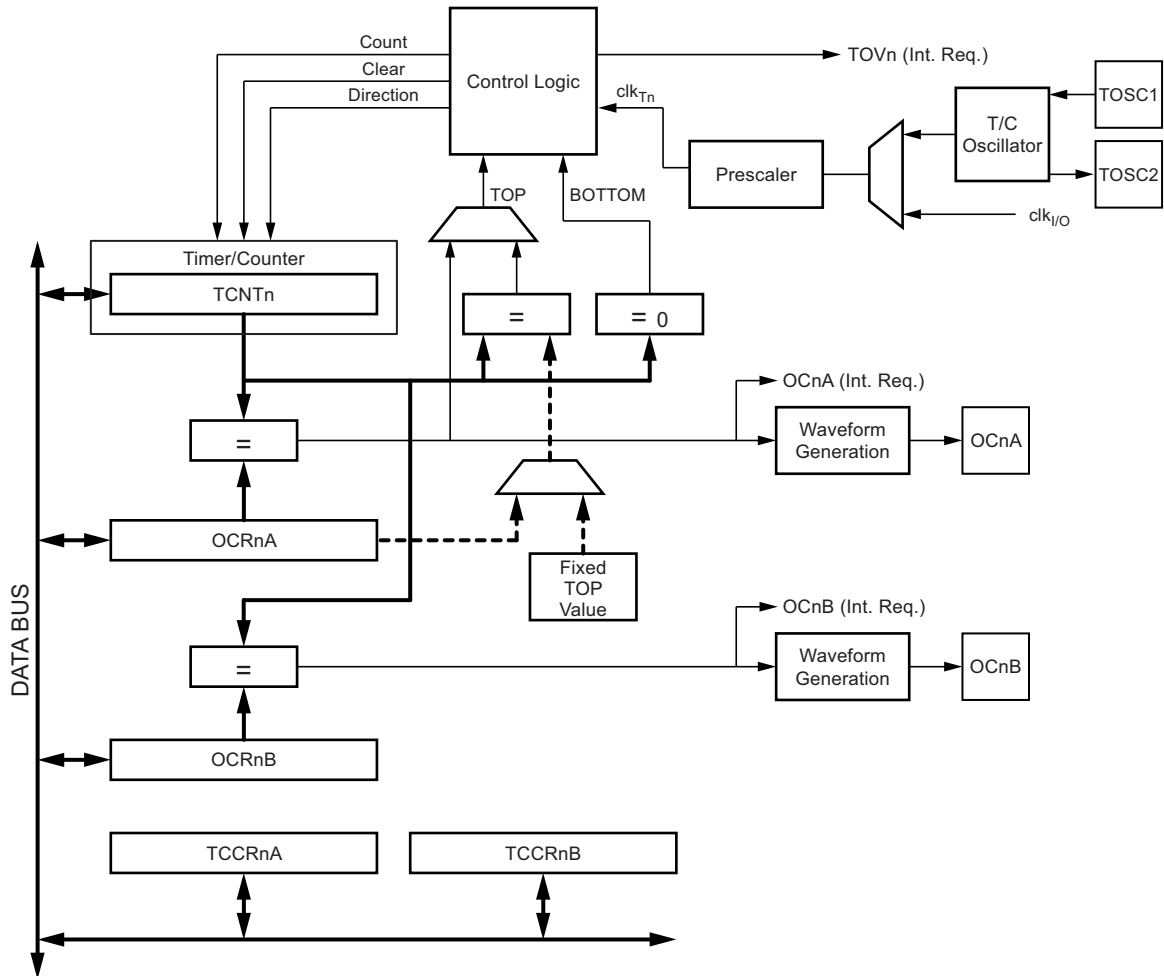 Count
Clear
Direction
Control Logic
TOVn (Int. Req.)
clkTn
TOSC1
T/C
Oscillator
TOSC2
Prescaler
clkI/O
TOP
BOTTOM
Timer/Counter
TCNTn
=
= 0
OCnA (Int. Req.)
=
Waveform
Generation
OCnA
OCRnA
Fixed
TOP
Value
DATA BUS
OCnB (Int. Req.)
=
Waveform
Generation
OCnB
OCRnB
TCCRnA
TCCRnB